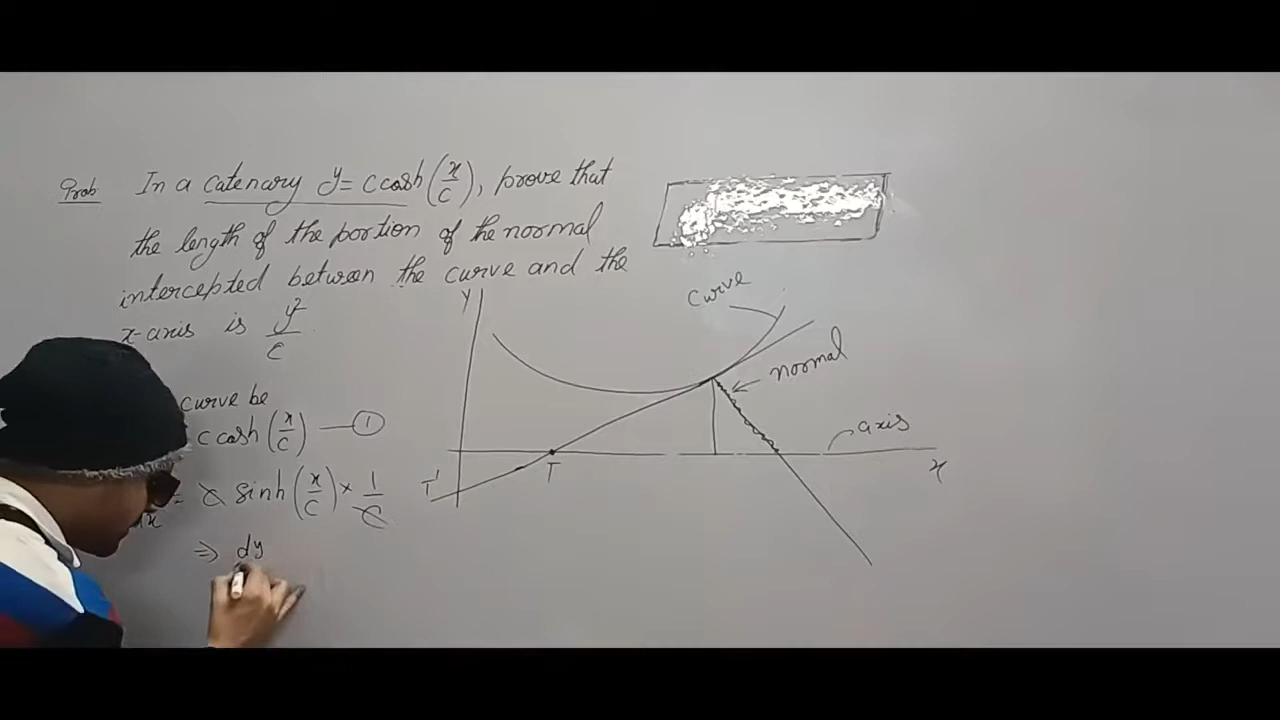 Prob In a catenary y = c cosh (x/c), prove that
the length of the portion of the normal
intercepted between the curve and the
x-axis is y²/c
curve be
c cosh (x/c) — ①
dx = c sinh (x/c) × 1/c
⇒ dy
Y
curve
normal
axis
x
T
T'